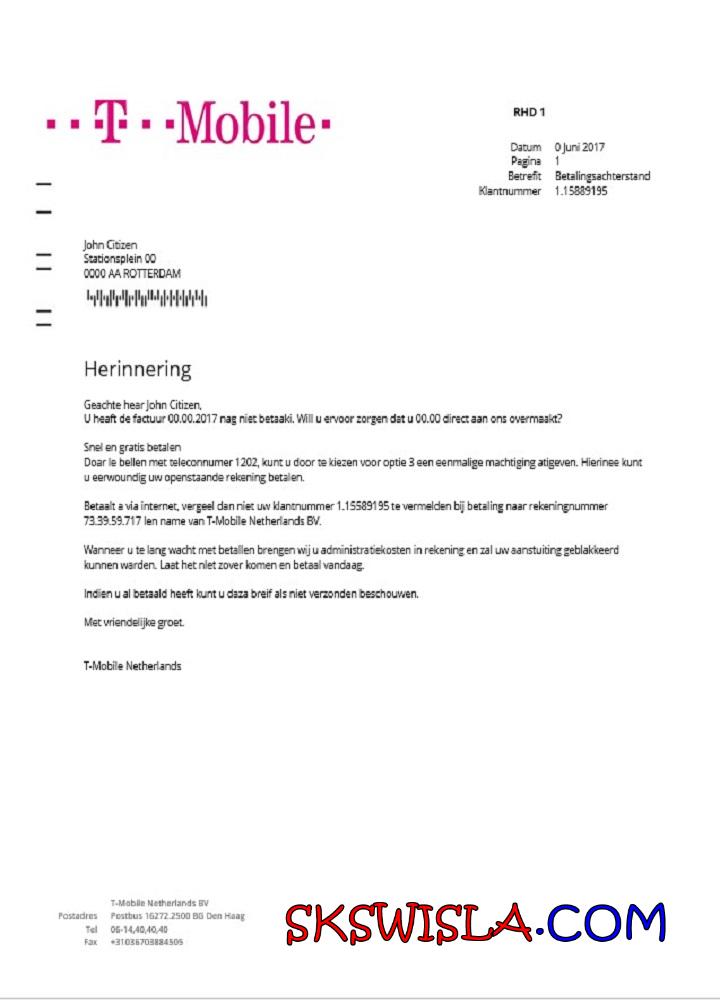 ··T··Mobile·
RHD 1
Datum 0 Juni 2017
Pagina 1
Betrefit Betalingsachterstand
Klantnummer 1.15889195
John Citizen
Stationsplein 00
0000 AA ROTTERDAM
Herinnering
Geachte hear John Citizen,
U heaft de factuur 00.00.2017 nag niet betaaki. Will u ervoor zorgen dat u 00.00 direct aan ons overmaakt?
Snel en gratis betalen
Doar le bellen met teleconnumer 1202, kunt u door te kiezen voor optie 3 een eenmalige machtiging atigeven. Hierinee kunt
u eerwoundig uw openstaande rekening betalen.
Betaalt a via internet, vergeel dan niet uw klantnummer 1.15589195 te vermelden bij betaling naar rekeningnummer
73.39.59.717 len name van T-Mobile Netherlands BV.
Wanneer u te lang wacht met betallen brengen wij u administratiekosten in rekening en zal uw aanstuiting geblakkeerd
kunnen warden. Laat het niet zover komen en betaal vandaag.
Indien u al betaald heeft kunt u daza breif als niet verzonden beschouwen.
Met vriendelijke groet.
T-Mobile Netherlands
T-Mobile Netherlands BV
Postadres Postbus 16272.2500 BG Den Haag
Tel 06-14,40,40,40
Fax +31036703884505
SKSWISLA.COM